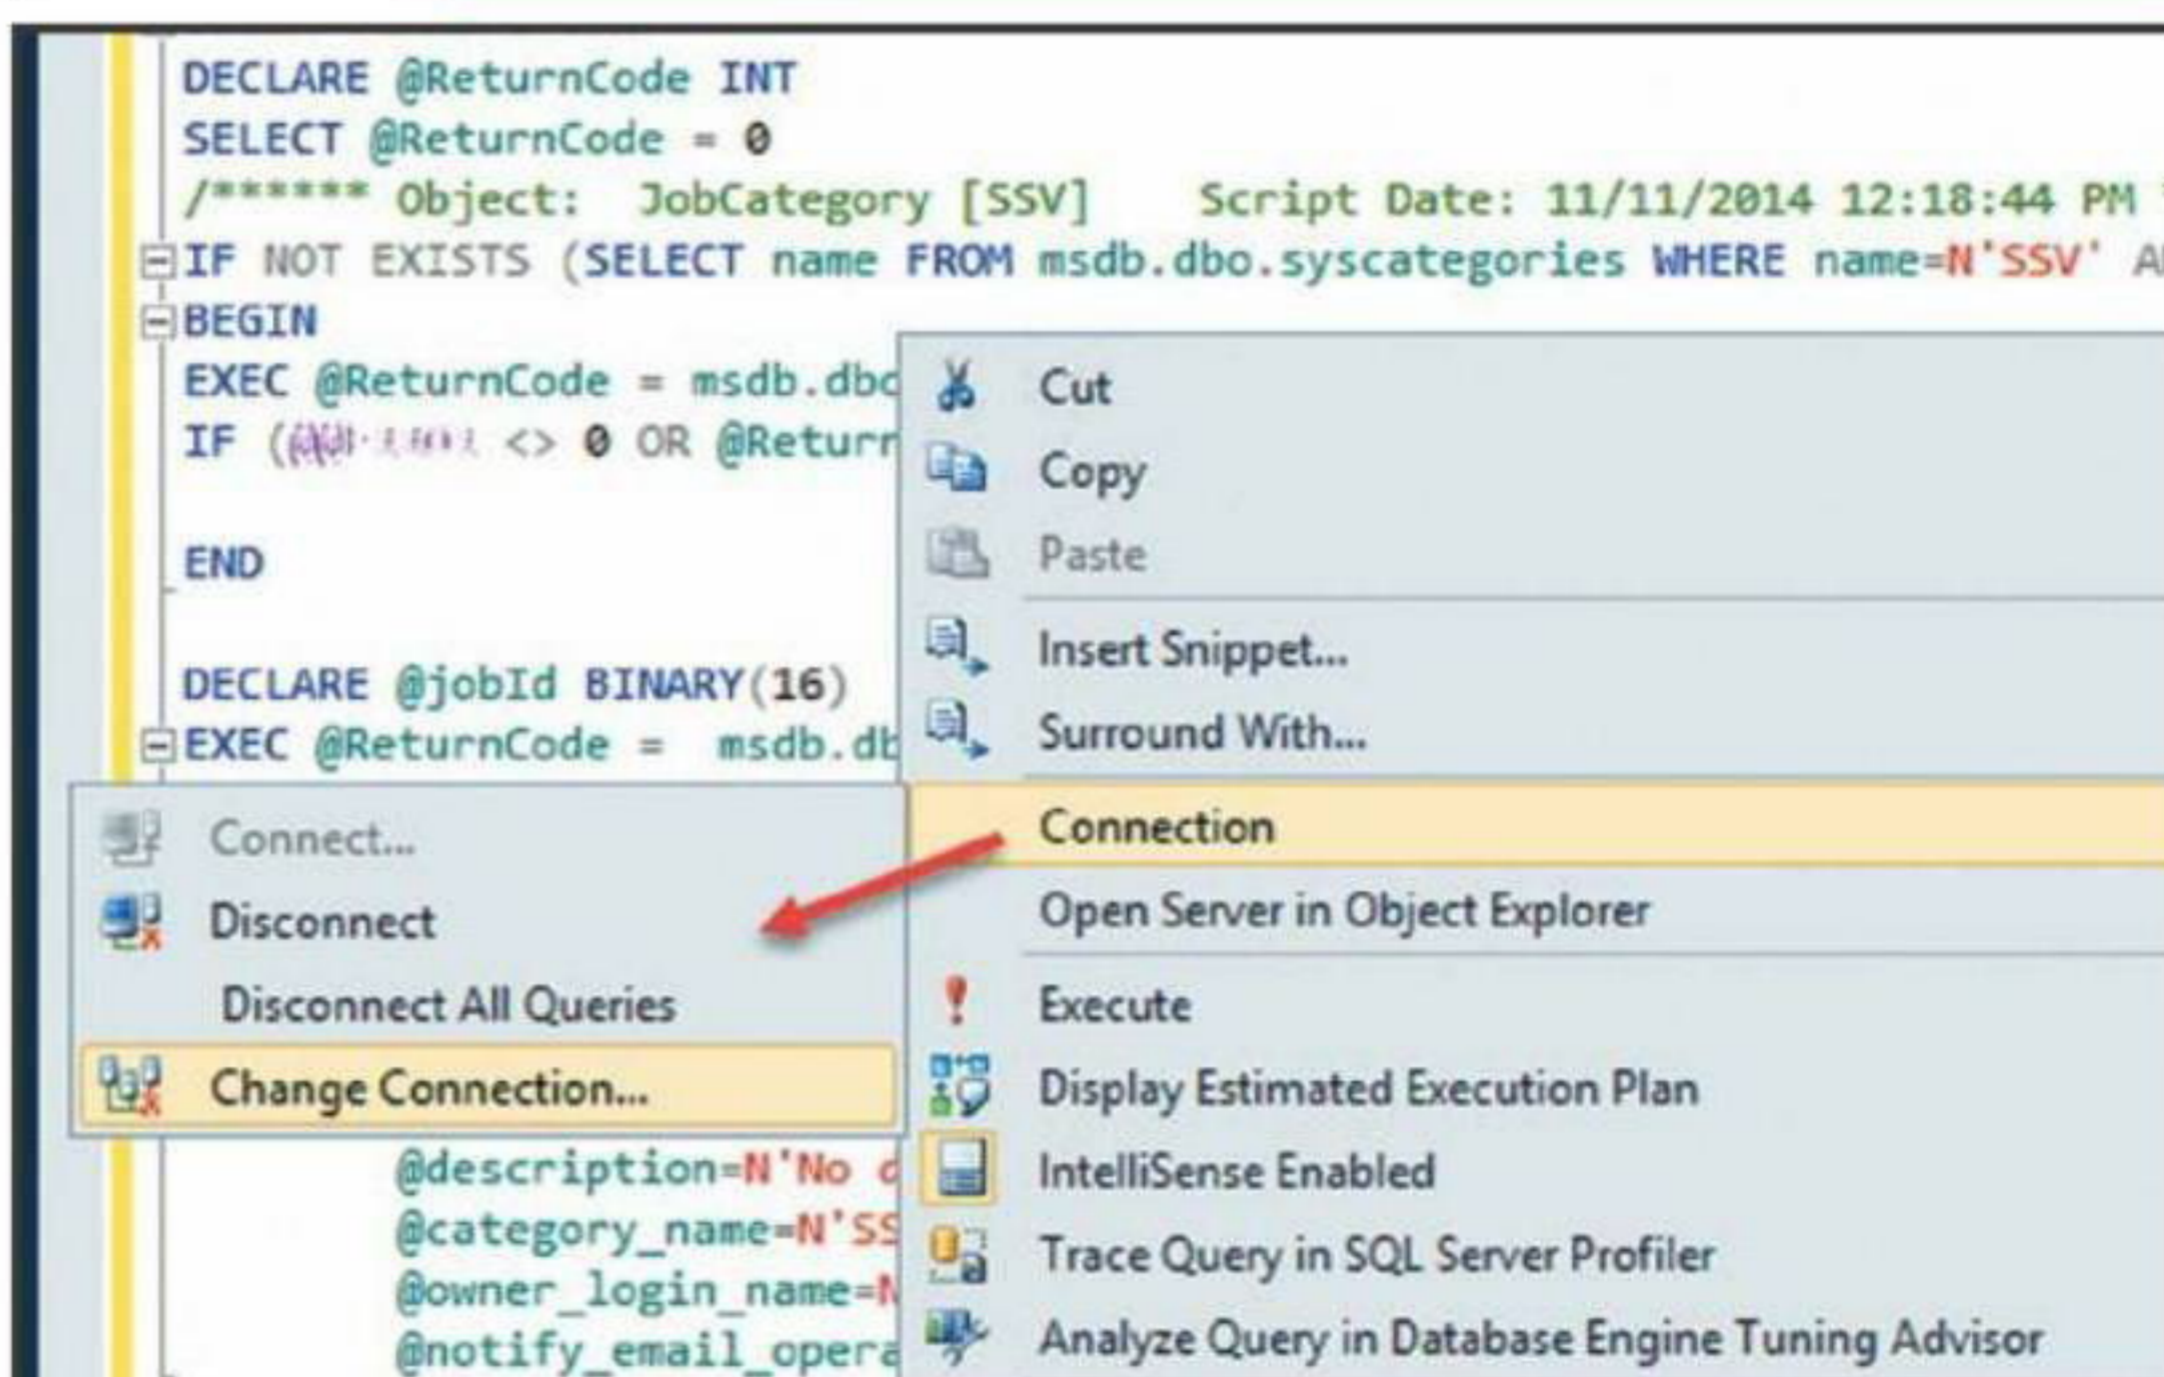 DECLARE @ReturnCode INT
SELECT @ReturnCode = 0
/****** Object:  JobCategory [SSV]    Script Date: 11/11/2014 12:18:44 PM
IF NOT EXISTS (SELECT name FROM msdb.dbo.syscategories WHERE name=N'SSV'
BEGIN
EXEC @ReturnCode = msdb.dbo
IF ( <> 0 OR @Return
END
DECLARE @jobId BINARY(16)
EXEC @ReturnCode =  msdb.db
Cut
Copy
Paste
Insert Snippet...
Surround With...
Connection
Open Server in Object Explorer
Execute
Display Estimated Execution Plan
IntelliSense Enabled
Trace Query in SQL Server Profiler
Analyze Query in Database Engine Tuning Advisor
Connect...
Disconnect
Disconnect All Queries
Change Connection...
@description=N'No
@category_name=N'SS
@owner_login_name=N
@notify_email_opera